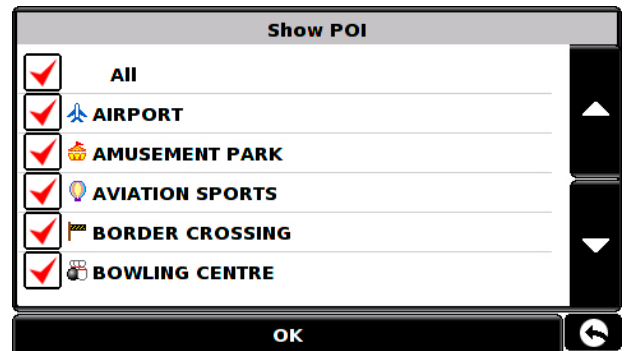 Show POI
All
AIRPORT
AMUSEMENT PARK
AVIATION SPORTS
BORDER CROSSING
BOWLING CENTRE
OK